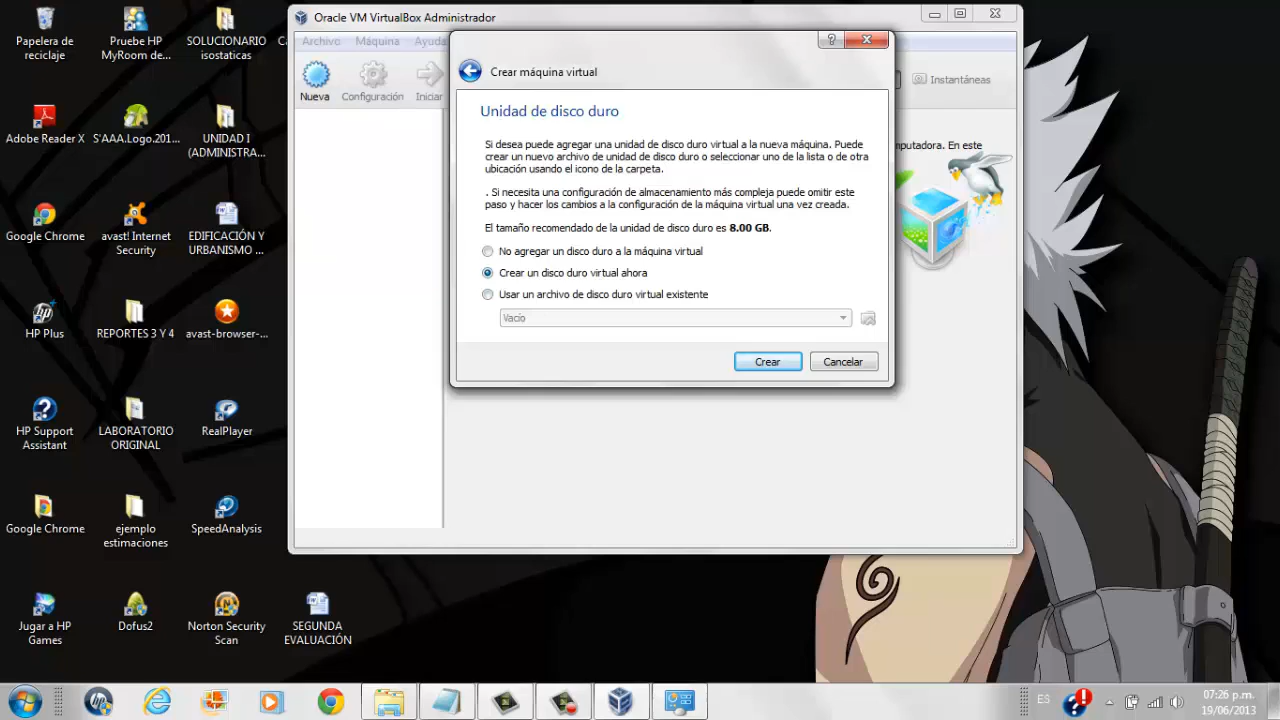 Papelera de
reciclaje
Pruebe HP
MyRoom de...
SOLUCIONARIO
isostaticas
Adobe Reader X
S'AAA.Logo.201...
UNIDAD I
(ADMINISTRA...
Google Chrome
avast! Internet
Security
EDIFICACIÓN Y
URBANISMO ...
HP Plus
REPORTES 3 Y 4
avast-browser-...
HP Support
Assistant
LABORATORIO
ORIGINAL
RealPlayer
Google Chrome
ejemplo
estimaciones
SpeedAnalysis
Jugar a HP
Games
Dofus2
Norton Security
Scan
SEGUNDA
EVALUACIÓN
Oracle VM VirtualBox Administrador
Archivo Máquina Ayuda
Nueva Configuración Iniciar
Instantáneas
mputadora. En este
Crear máquina virtual
Unidad de disco duro
Si desea puede agregar una unidad de disco duro virtual a la nueva máquina. Puede
crear un nuevo archivo de unidad de disco duro o seleccionar uno de la lista o de otra
ubicación usando el icono de la carpeta.
. Si necesita una configuración de almacenamiento más compleja puede omitir este
paso y hacer los cambios a la configuración de la máquina virtual una vez creada.
El tamaño recomendado de la unidad de disco duro es 8.00 GB.
No agregar un disco duro a la máquina virtual
Crear un disco duro virtual ahora
Usar un archivo de disco duro virtual existente
Vacío
Crear Cancelar
ES
07:26 p.m.
19/06/2013